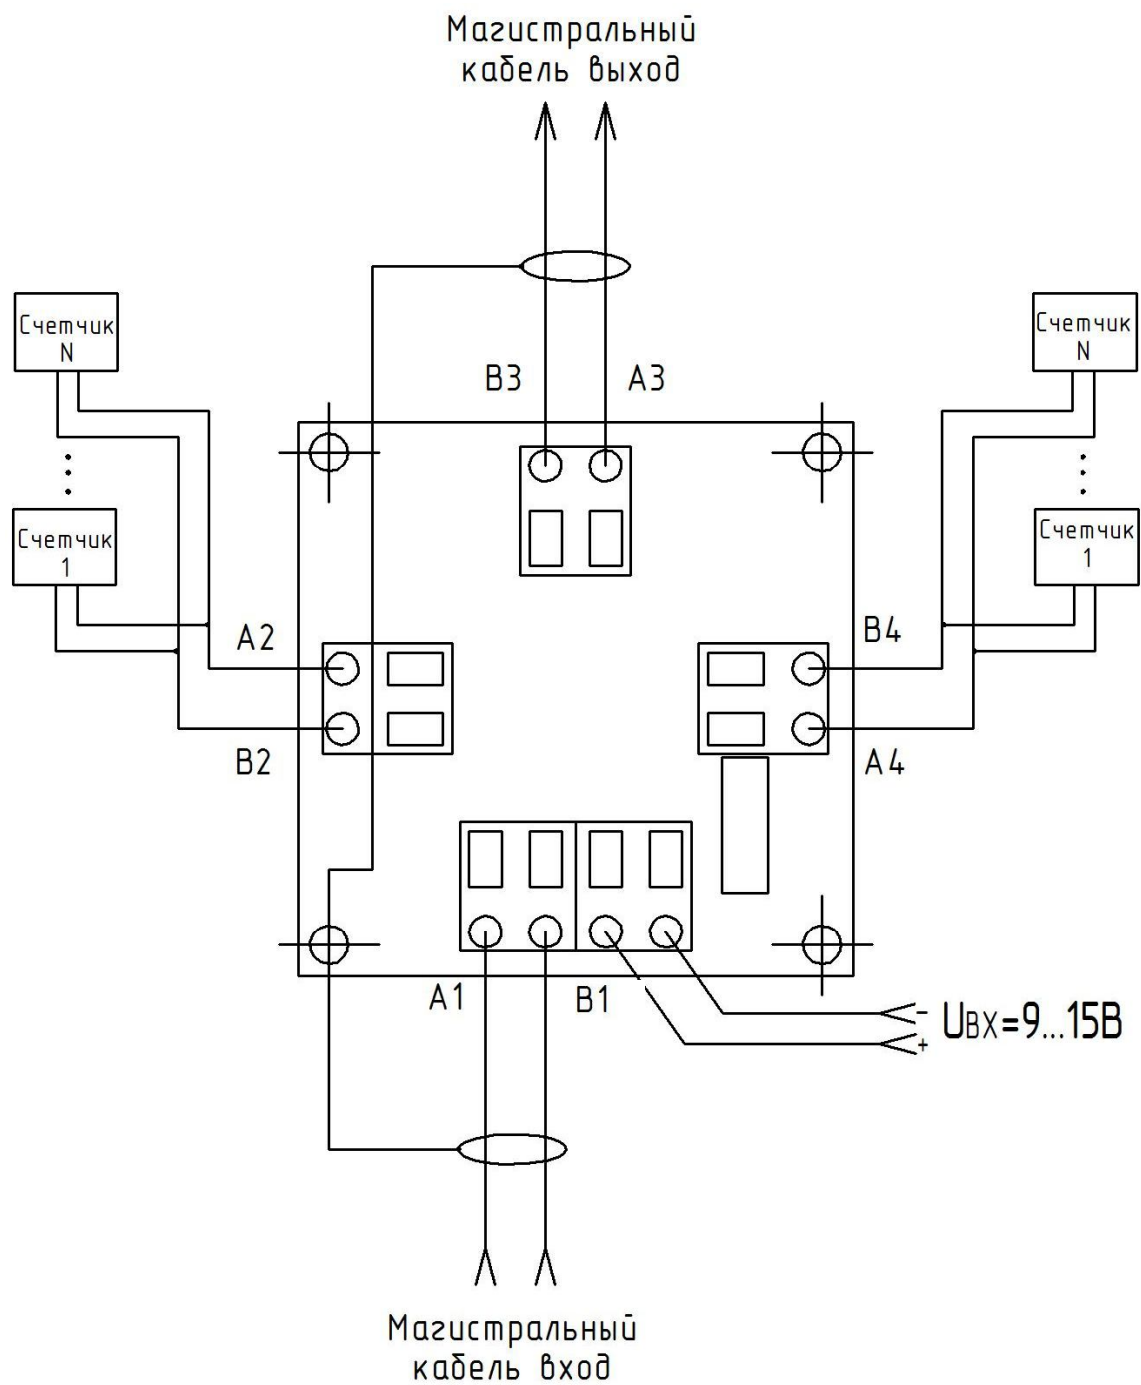 Магистральный
кабель выход
Счетчик
N
Счетчик
N
В3
А3
Счетчик
1
Счетчик
1
А2
В4
В2
А4
А1
В1
- Uвх=9...15В
+
Магистральный
кабель вход